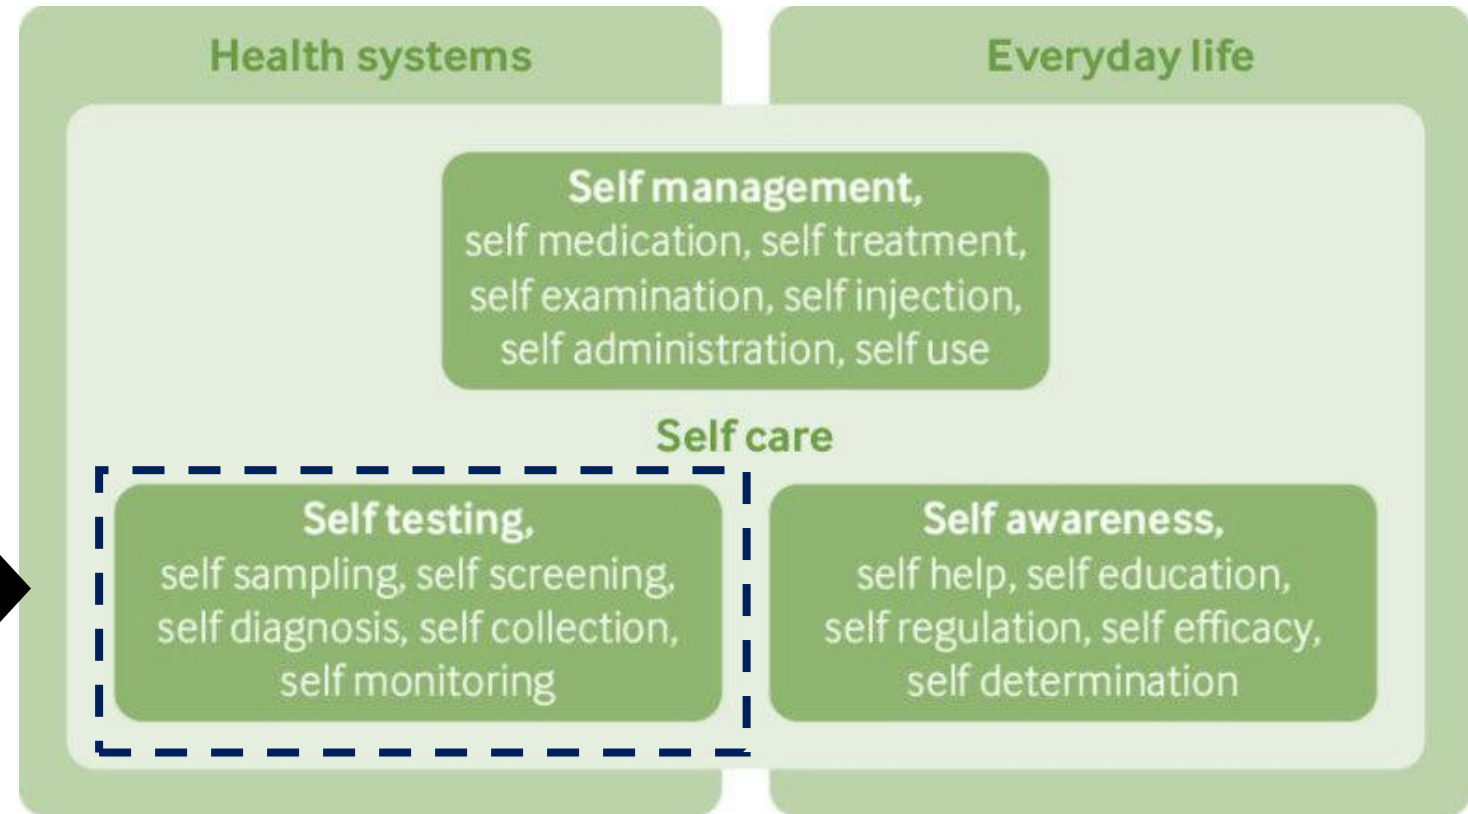 Health systems
Everyday life
Self management,
self medication, self treatment,
self examination, self injection,
self administration, self use
Self care
Self testing,
self sampling, self screening,
self diagnosis, self collection,
self monitoring
Self awareness,
self help, self education,
self regulation, self efficacy,
self determination